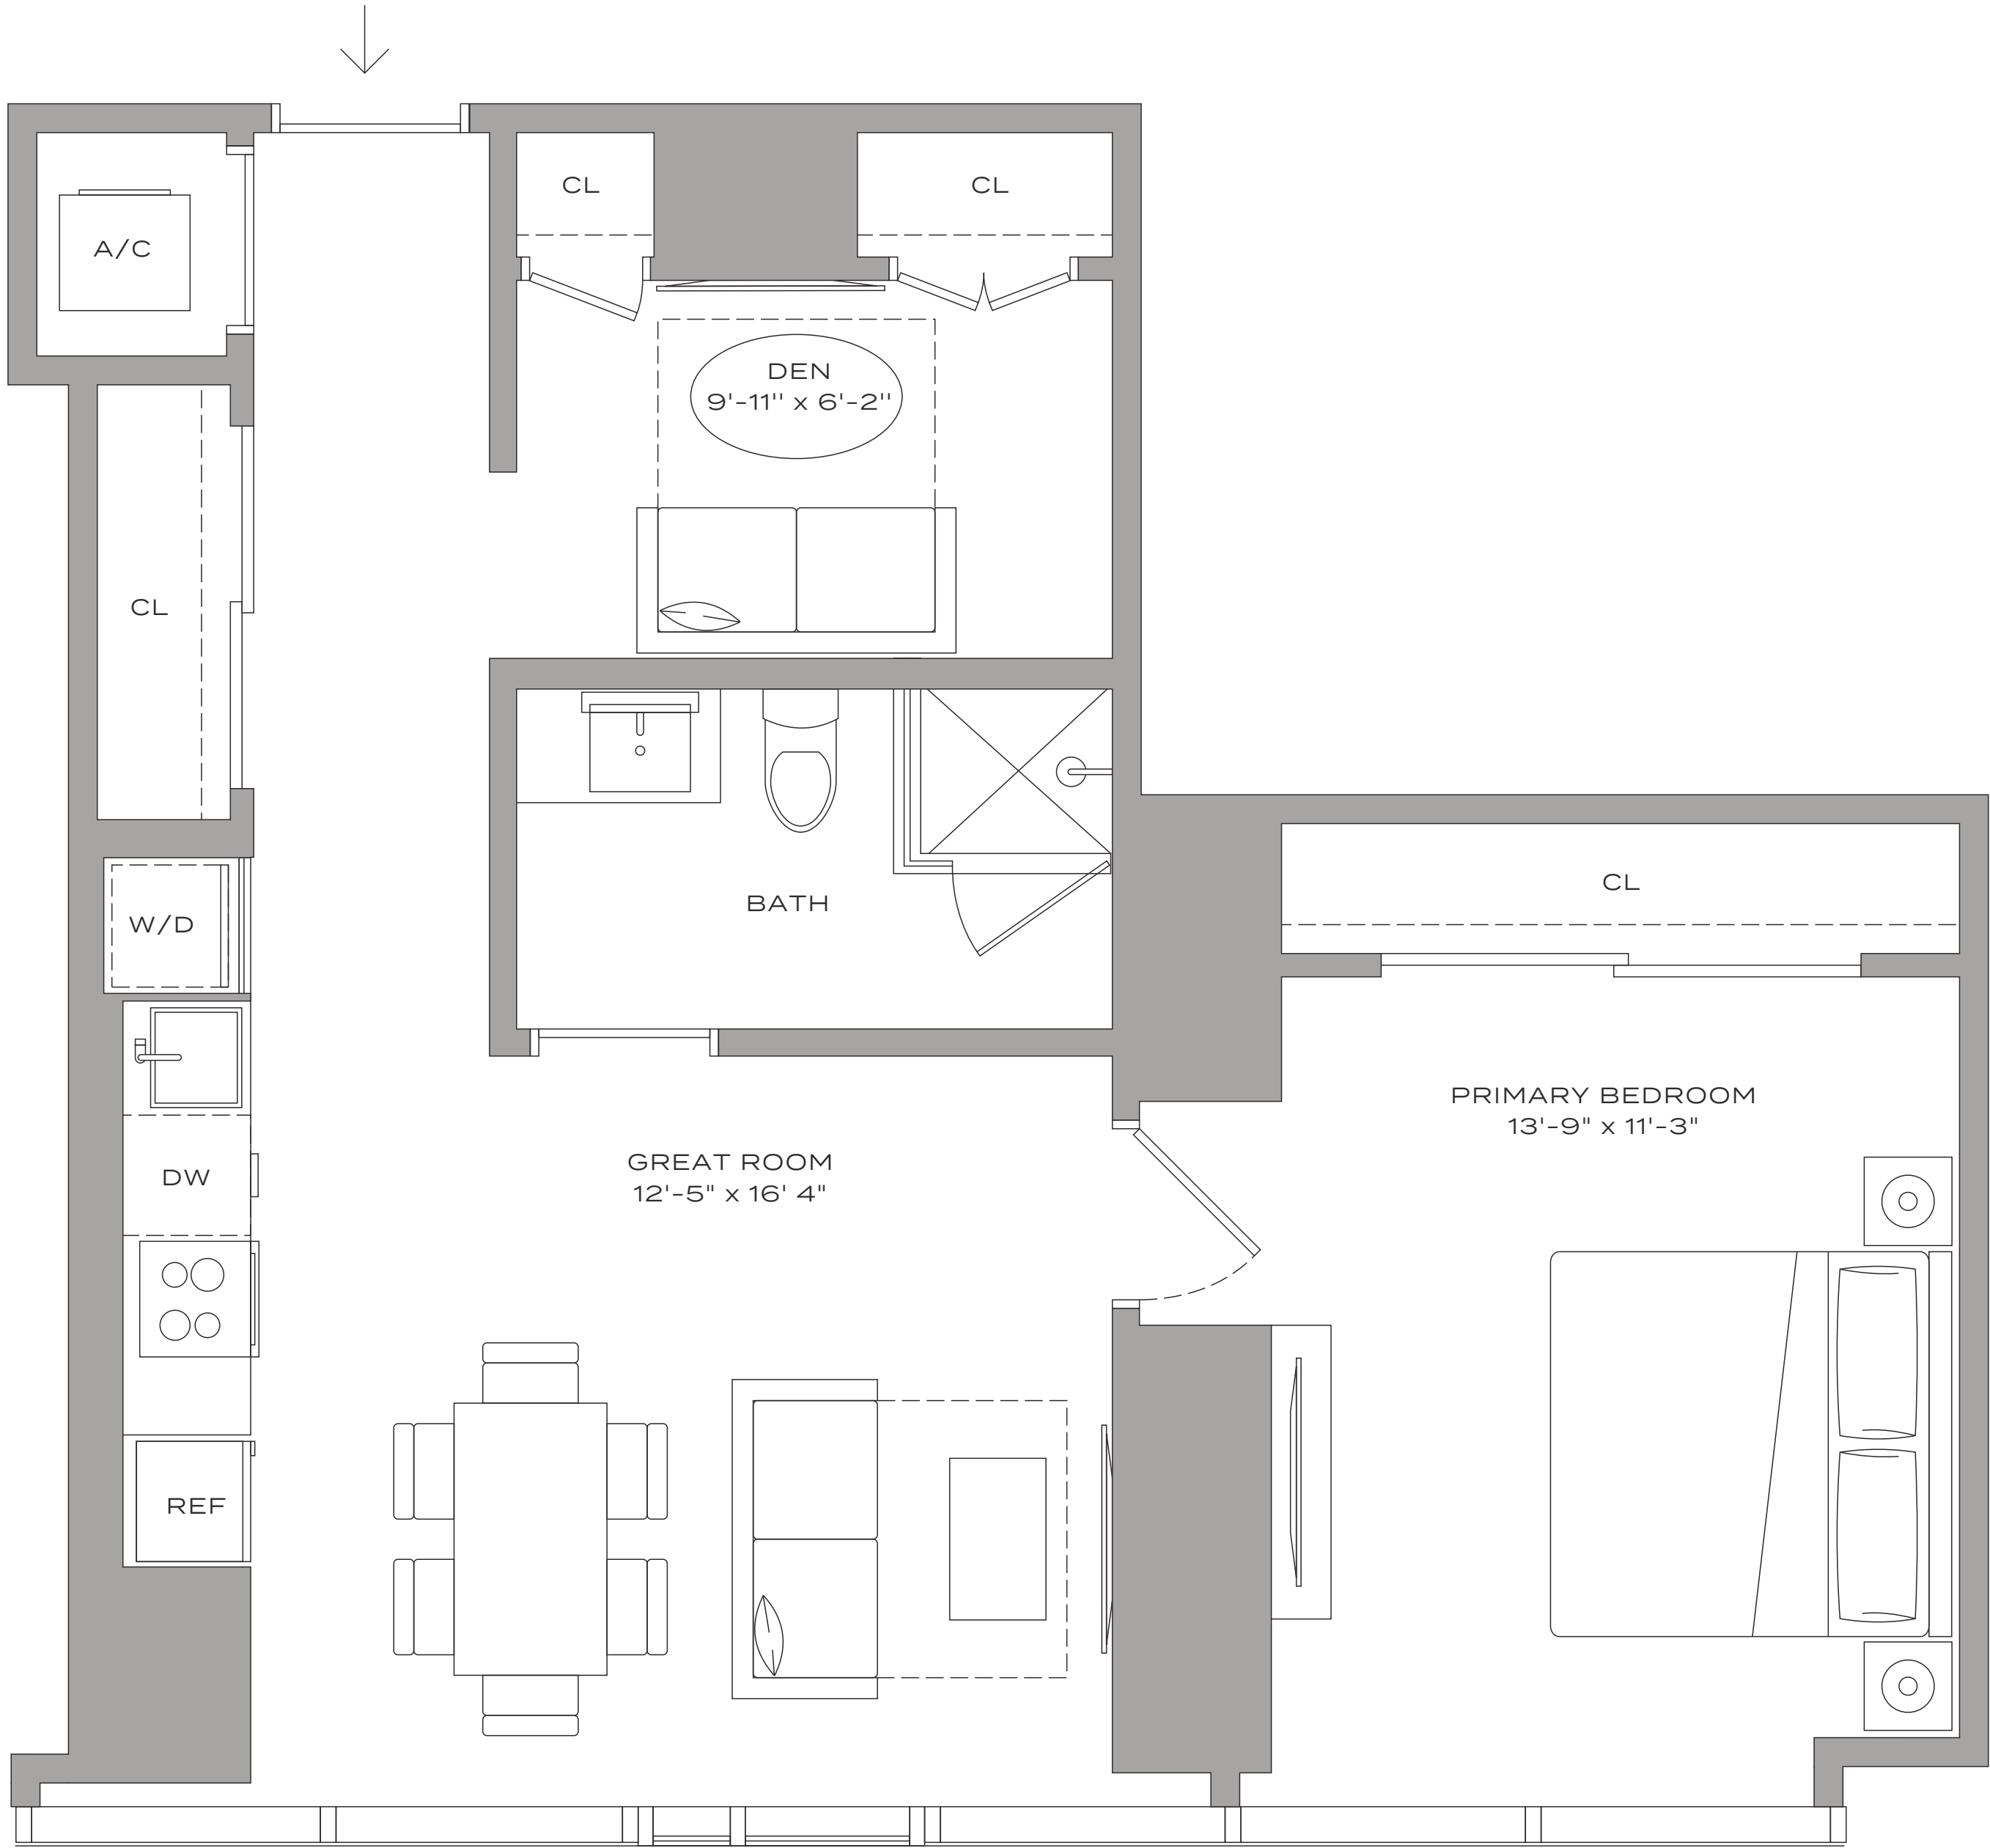 CL
CL
A/C
DEN
9'-11'' x 6'-2''
CL
CL
W/D
BATH
PRIMARY BEDROOM
13'-9" x 11'-3"
GREAT ROOM
12'-5" x 16' 4"
DW
REF